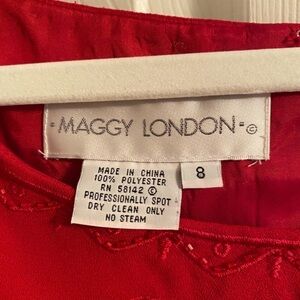 MAGGY LONDON ©
MADE IN CHINA
100% POLYESTER
RN 58142 ©
PROFESSIONALLY SPOT
DRY CLEAN ONLY
NO STEAM
8